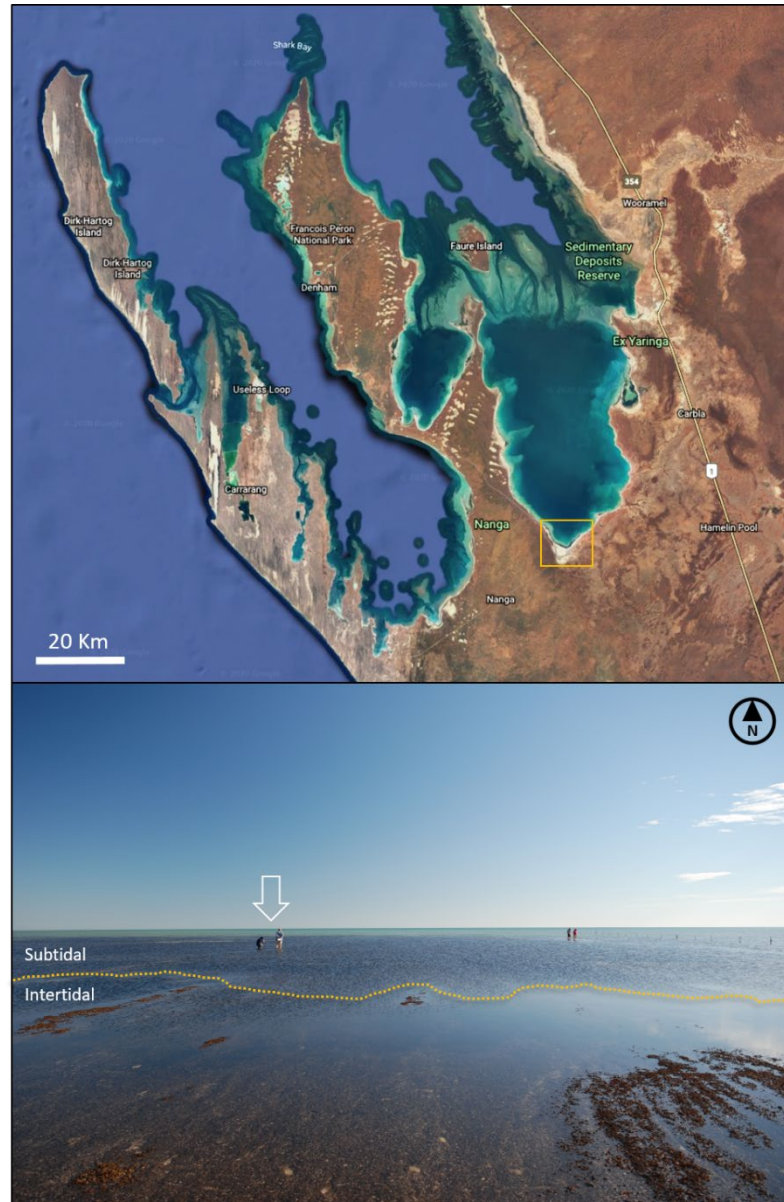 Shark Bay
354
Wooramel
Dirk Hartog
Island
Francois Peron
National Park
Faure Island
Sedimentary
Deposits
Reserve
Dirk Hartog
Island
Denham
Ex Yaringa
Useless Loop
Carbla
Carrarang
1
Nanga
Hamelin Pool
Nanga
20 Km
N
Subtidal
Intertidal